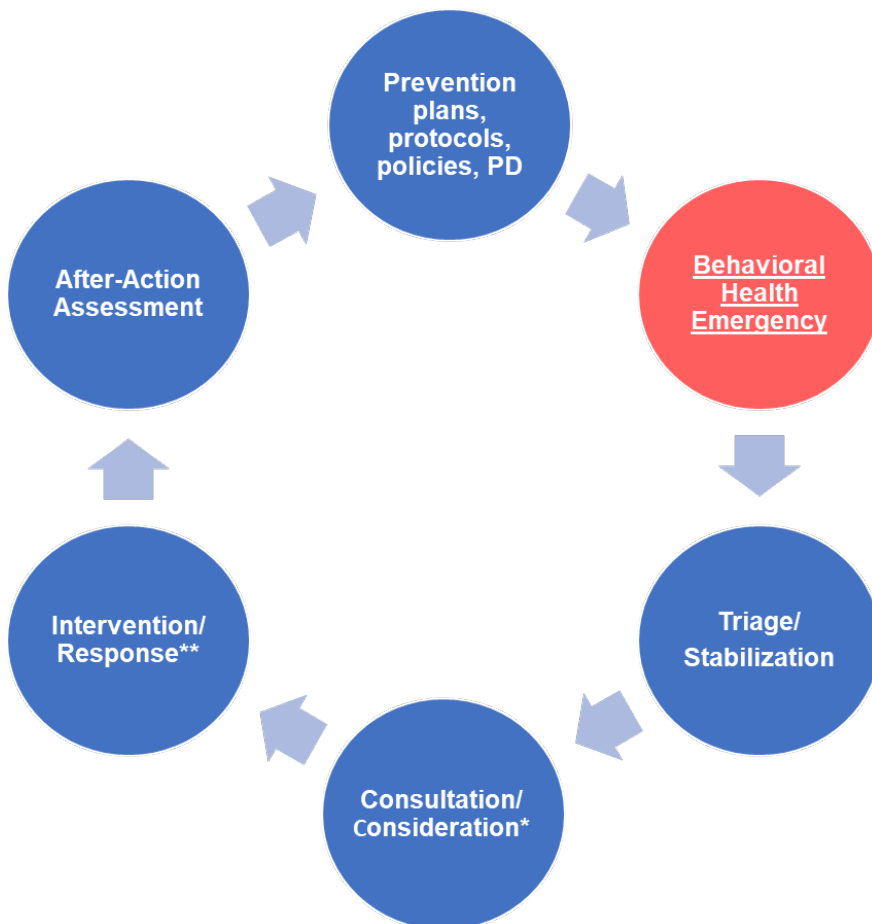 Prevention
plans,
protocols,
policies, PD
Behavioral
Health
Emergency
Triage/
Stabilization
Consultation/
Consideration*
Intervention/
Response**
After-Action
Assessment